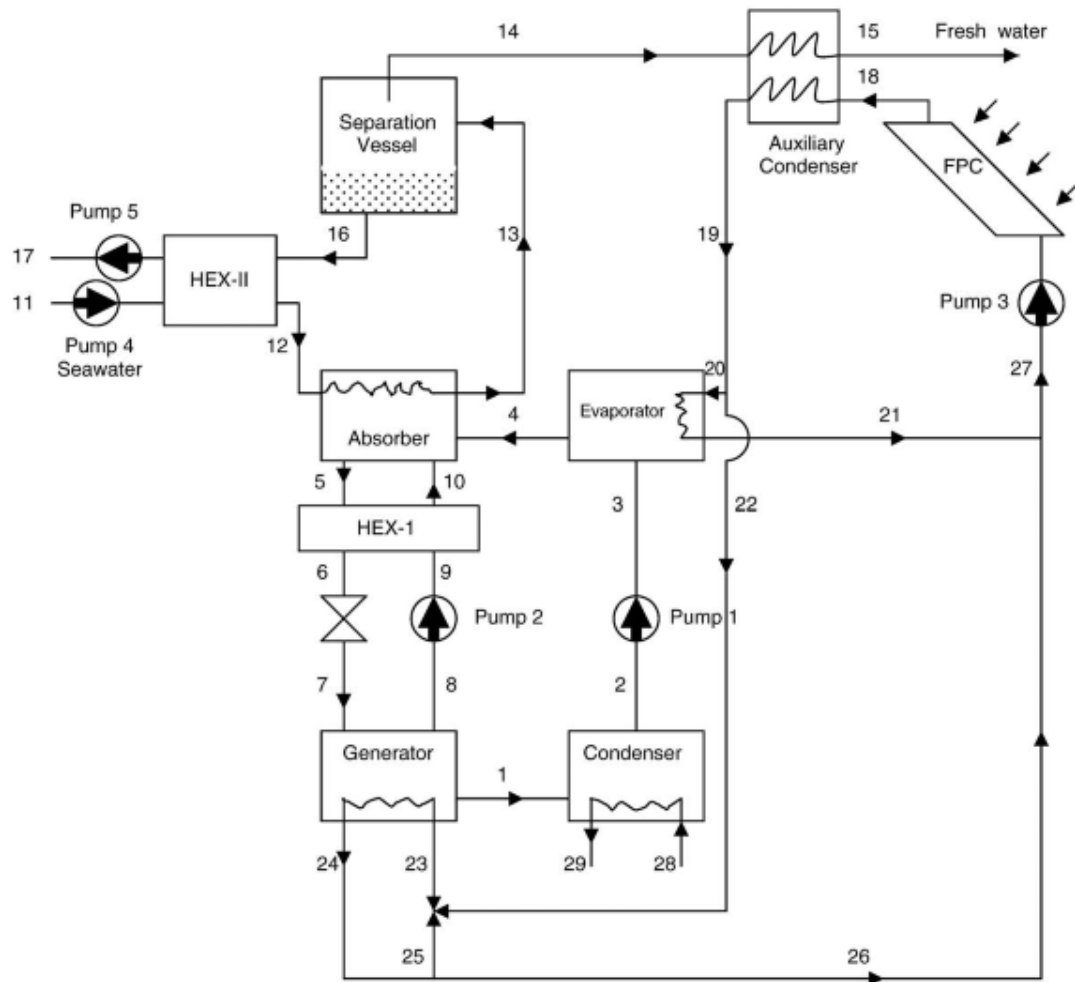 14
15
Fresh water
18
Separation
Vessel
Auxiliary
Condenser
FPC
Pump 5
16
13
19
17
HEX-II
11
Pump 3
Pump 4
Seawater
12
20
27
4
Evaporator
21
Absorber
5
10
3
22
HEX-1
6
9
Pump 2
Pump 1
7
8
2
Generator
Condenser
1
24
23
29
28
25
26